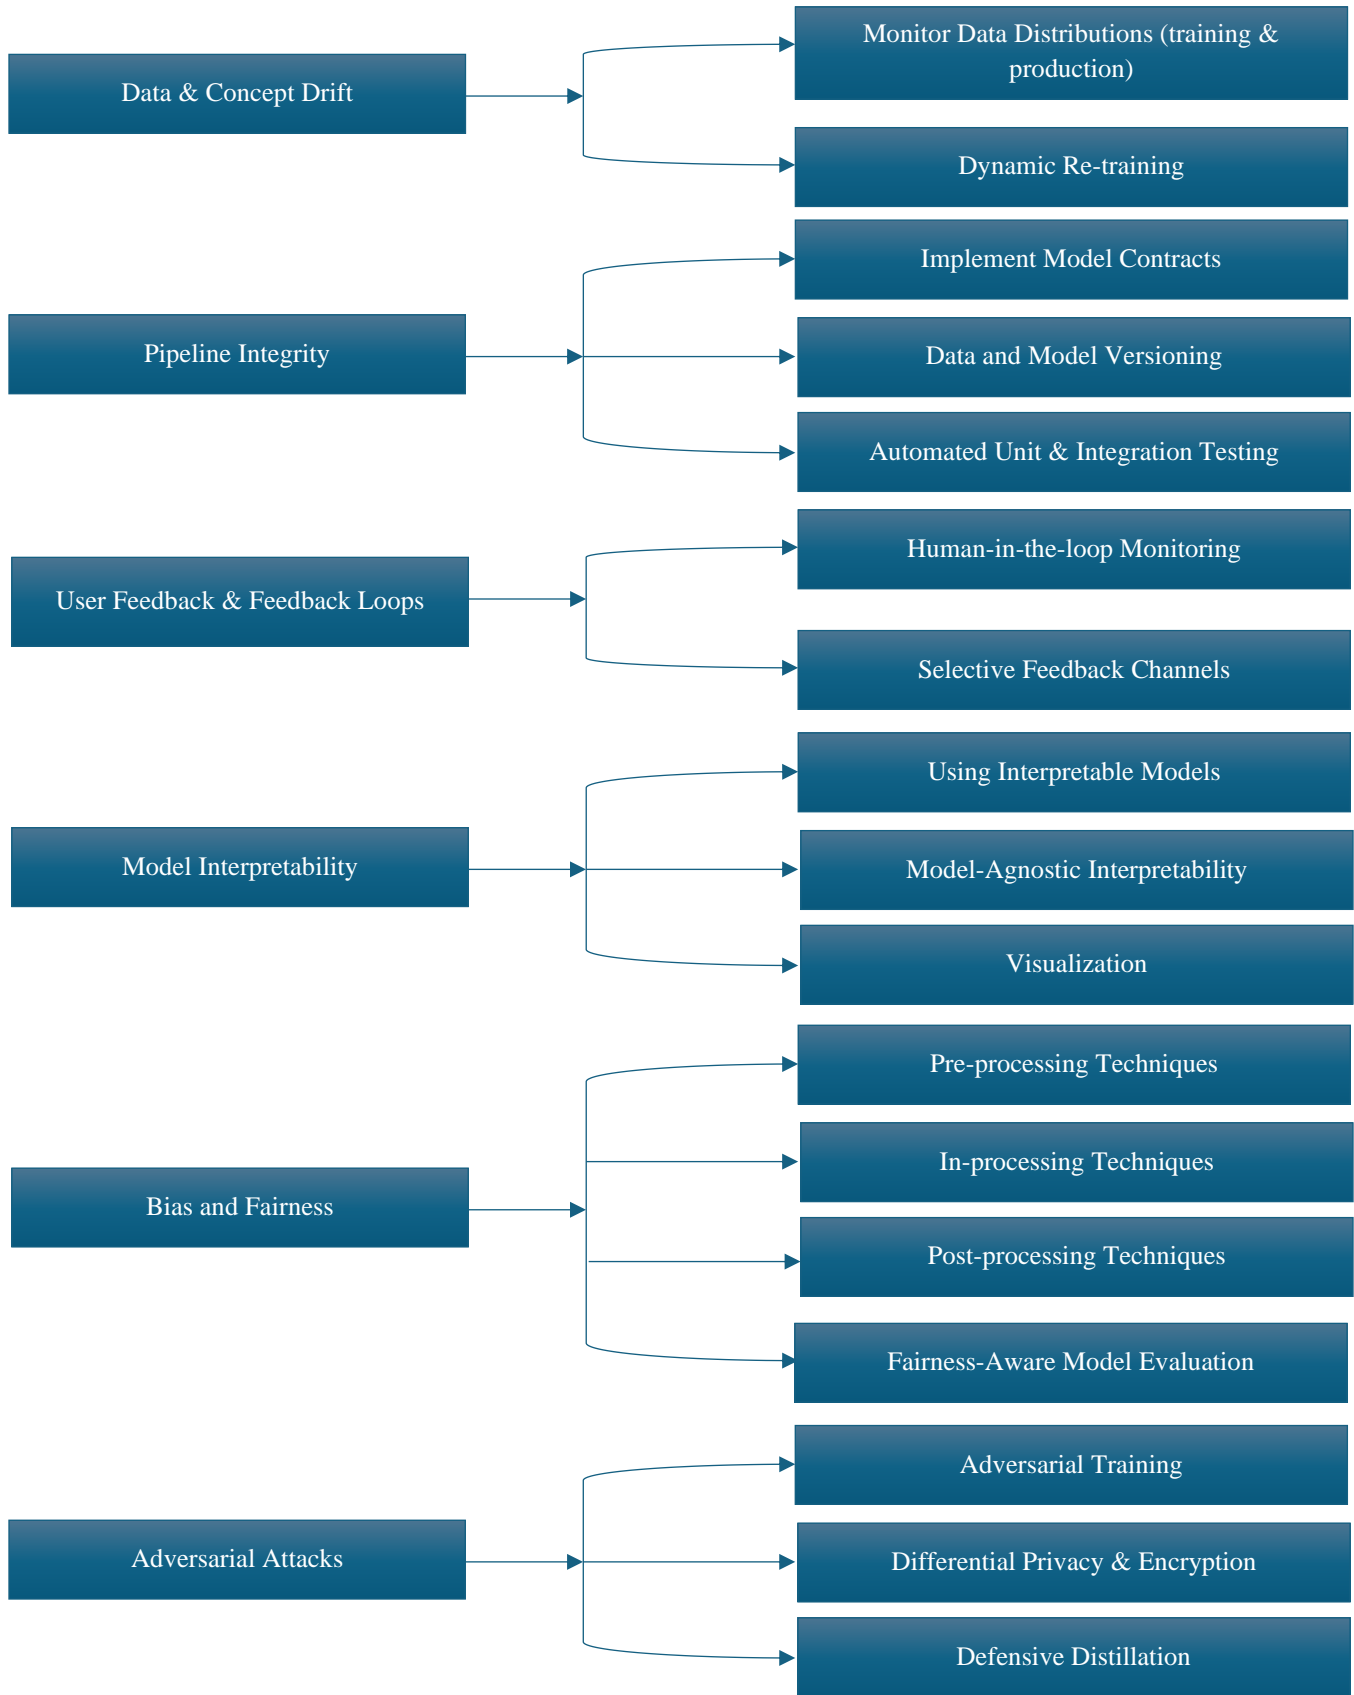 Data & Concept Drift
Monitor Data Distributions (training &
production)
Dynamic Re-training
Pipeline Integrity
Implement Model Contracts
Data and Model Versioning
Automated Unit & Integration Testing
User Feedback & Feedback Loops
Human-in-the-loop Monitoring
Selective Feedback Channels
Model Interpretability
Using Interpretable Models
Model-Agnostic Interpretability
Visualization
Bias and Fairness
Pre-processing Techniques
In-processing Techniques
Post-processing Techniques
Fairness-Aware Model Evaluation
Adversarial Attacks
Adversarial Training
Differential Privacy & Encryption
Defensive Distillation